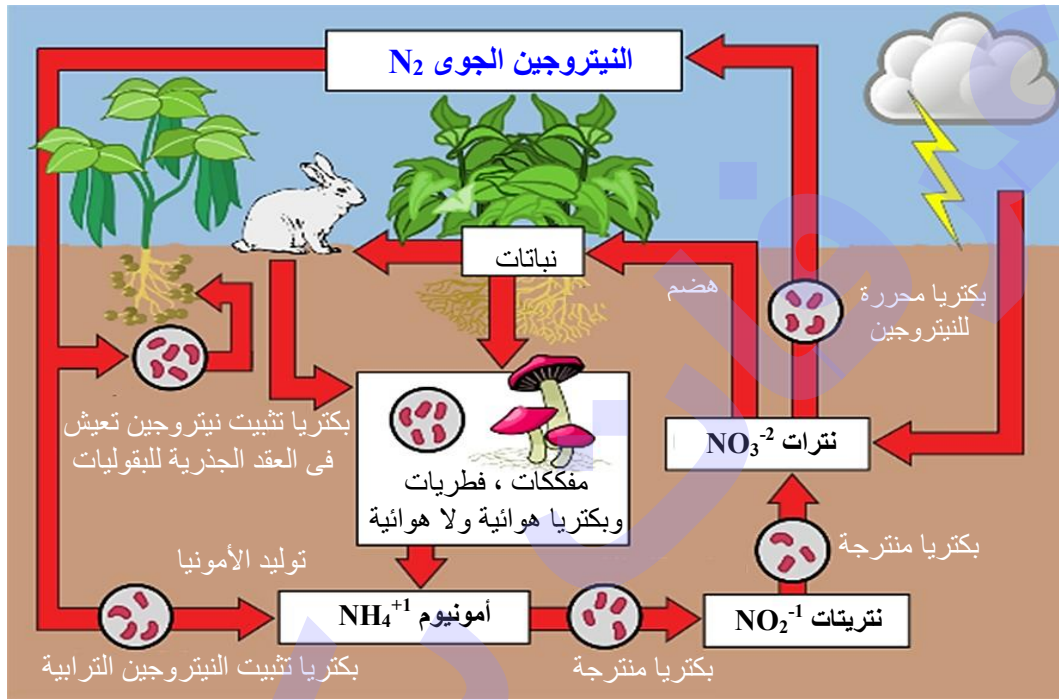 النيتروجين الجوى N₂
نباتات
هضم
بكتريا محررة
للنيتروجين
بكتريا تثبيت نيتروجين تعيش
فى العقد الجذرية للبقوليات
مفككات ، فطريات
وبكتريا هوائية ولا هوائية
نترات NO₃⁻²
بكتريا منترجة
توليد الأمونيا
أمونيوم NH₄⁺¹
نتريتات NO₂⁻¹
بكتريا تثبيت النيتروجين الترابية
بكتريا منترجة